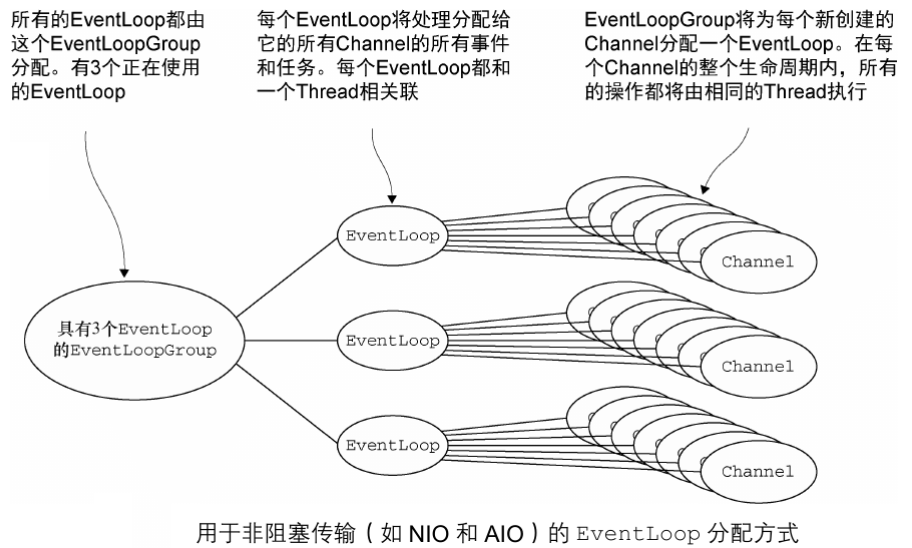 所有的EventLoop都由
这个EventLoopGroup
分配。有3个正在使用
的EventLoop
每个EventLoop将处理分配给
它的所有Channel的所有事件
和任务。每个EventLoop都和
一个Thread相关联
EventLoopGroup将为每个新创建的
Channel分配一个EventLoop。在每
个Channel的整个生命周期内，所有
的操作都将由相同的Thread执行
EventLoop
Channel
具有3个EventLoop
的EventLoopGroup
EventLoop
Channel
EventLoop
Channel
用于非阻塞传输（如 NIO 和 AIO）的 EventLoop 分配方式